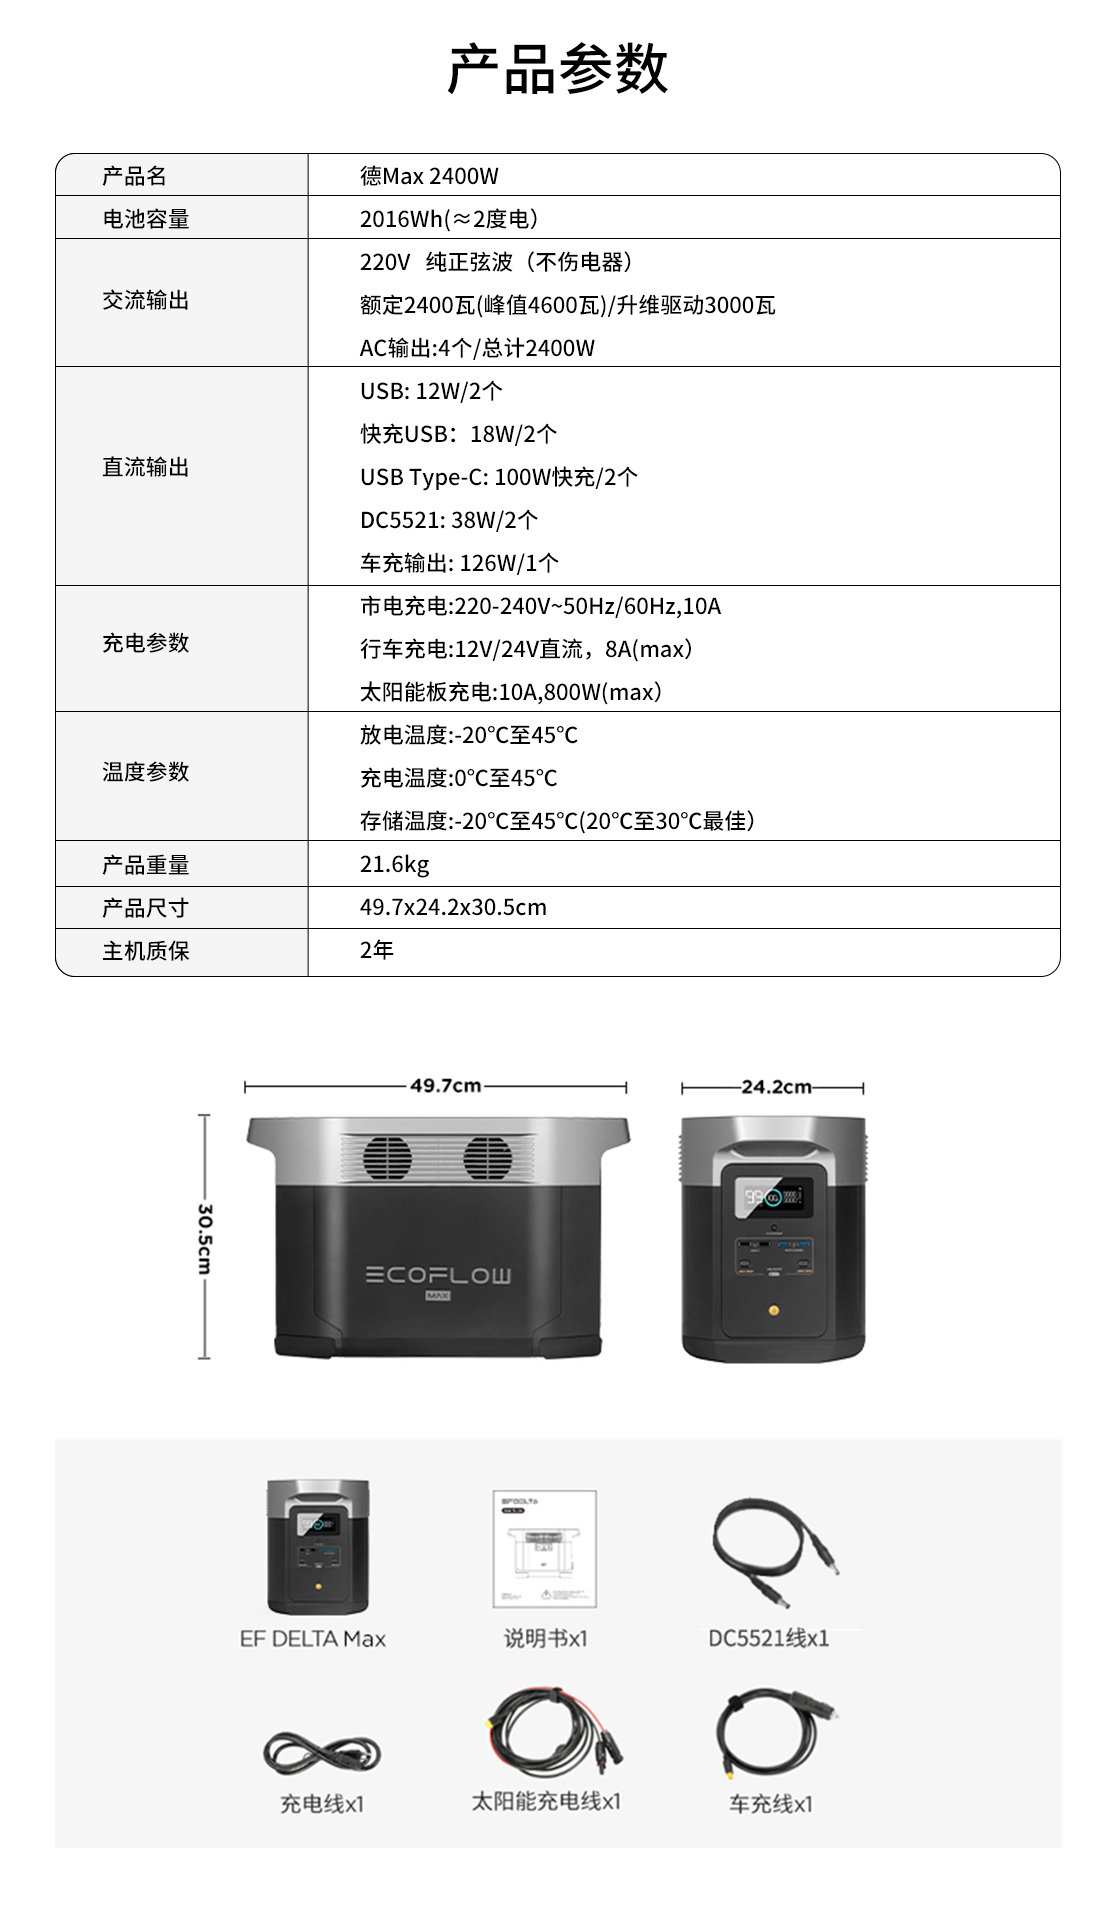 产品参数
产品名
德Max 2400W
电池容量
2016Wh(≈2度电）
交流输出
220V 纯正弦波（不伤电器）
额定2400瓦(峰值4600瓦)/升维驱动3000瓦
AC输出:4个/总计2400W
直流输出
USB: 12W/2个
快充USB：18W/2个
USB Type-C: 100W快充/2个
DC5521: 38W/2个
车充输出: 126W/1个
充电参数
市电充电:220-240V~50Hz/60Hz,10A
行车充电:12V/24V直流，8A(max）
太阳能板充电:10A,800W(max）
温度参数
放电温度:-20℃至45℃
充电温度:0℃至45℃
存储温度:-20℃至45℃(20℃至30℃最佳）
产品重量
21.6kg
产品尺寸
49.7x24.2x30.5cm
主机质保
2年
49.7cm
24.2cm
30.5cm
ECOFLOW
MAX
99
EF DELTA
EF DELTA Max
说明书x1
DC5521线x1
充电线x1
太阳能充电线x1
车充线x1